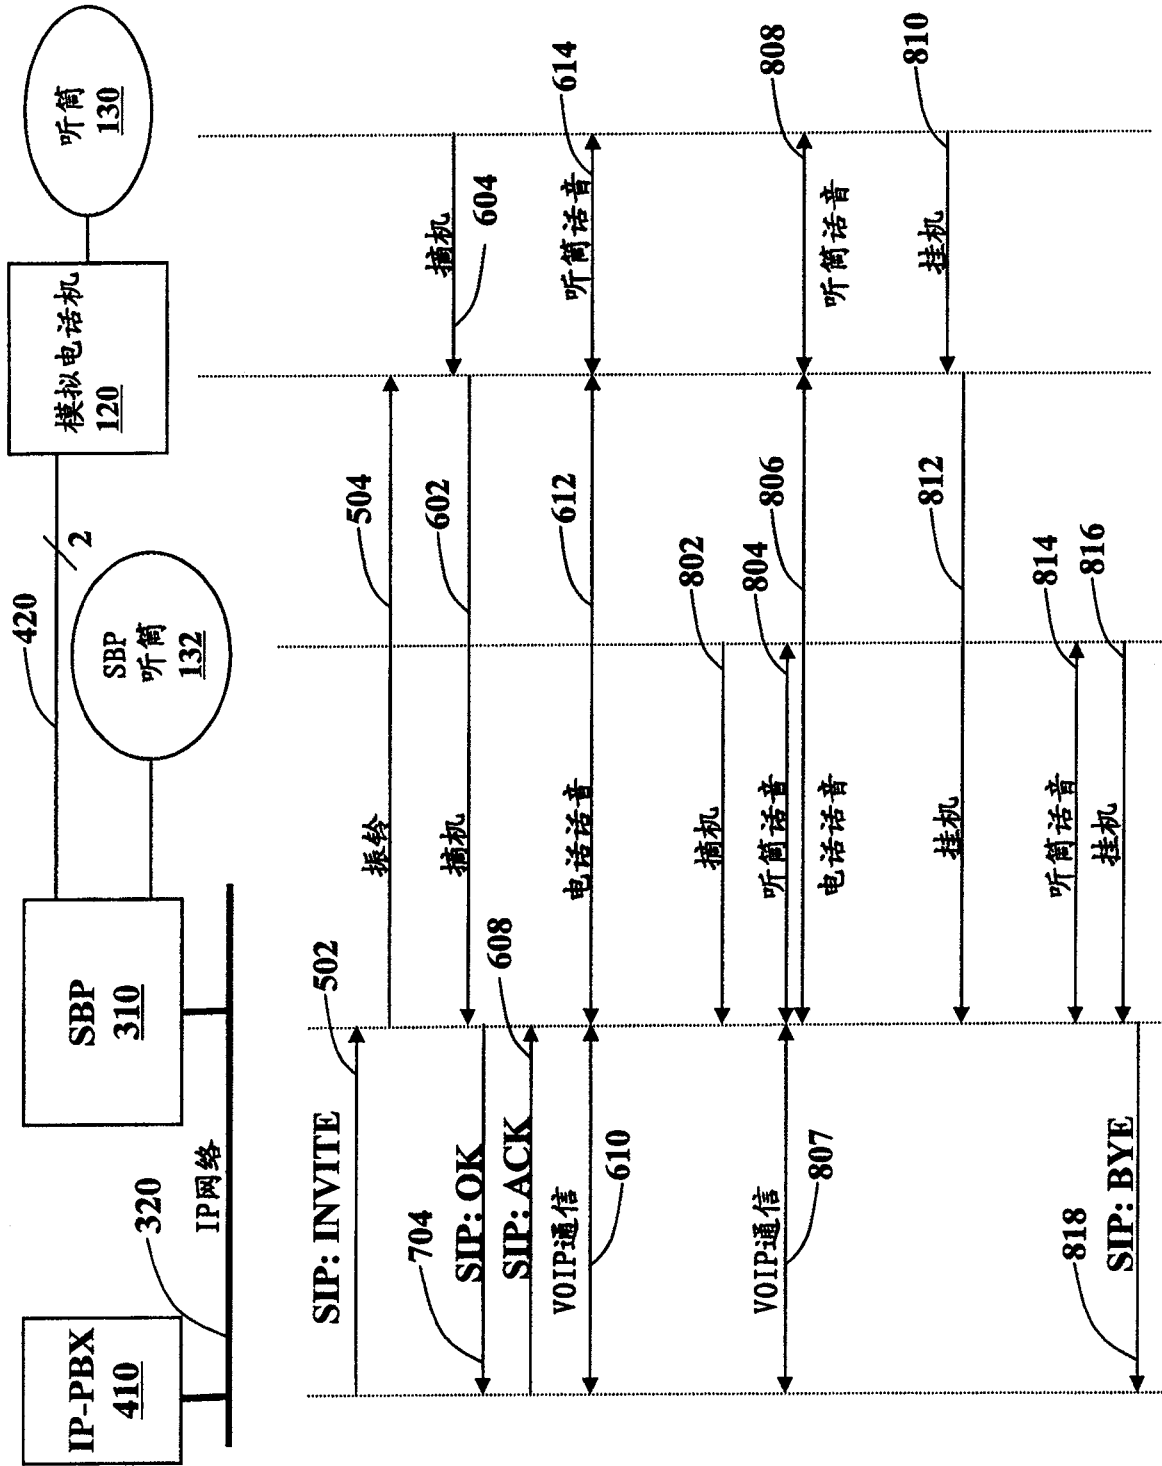 IP-PBX
410
320
IP网络
SBP
310
420
2
SBP
听筒
132
模拟电话机
120
听筒
130
SIP: INVITE
502
振铃
504
摘机
604
摘机
602
704
SIP: OK
SIP: ACK
608
VOIP通信
610
电话话音
612
听筒话音
614
摘机
802
VOIP通信
807
听筒话音
804
电话话音
806
听筒话音
808
挂机
810
挂机
812
听筒话音
814
挂机
816
818
SIP: BYE